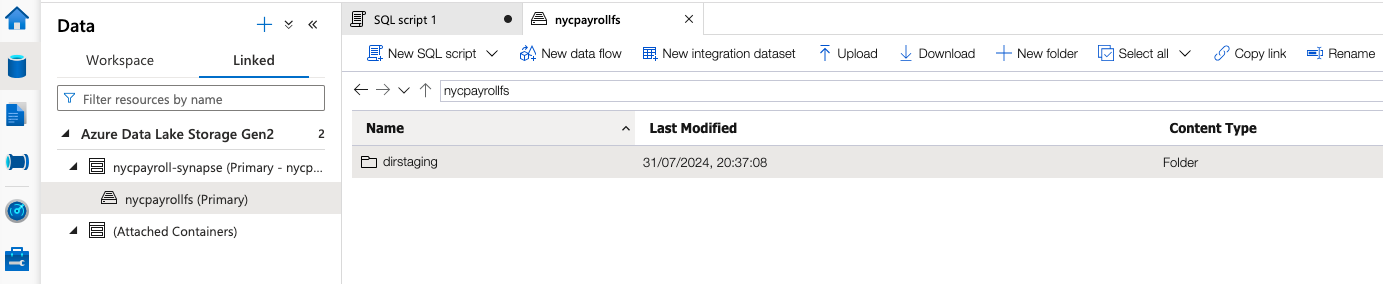 Data
Workspace
Linked
Filter resources by name
Azure Data Lake Storage Gen2 2
nycpayroll-synapse (Primary - nycp...
nycpayrollfs (Primary)
(Attached Containers)
SQL script 1
nycpayrollfs
New SQL script
New data flow
New integration dataset
Upload
Download
New folder
Select all
Copy link
Rename
nycpayrollfs
Name Last Modified Content Type
dirstaging 31/07/2024, 20:37:08 Folder